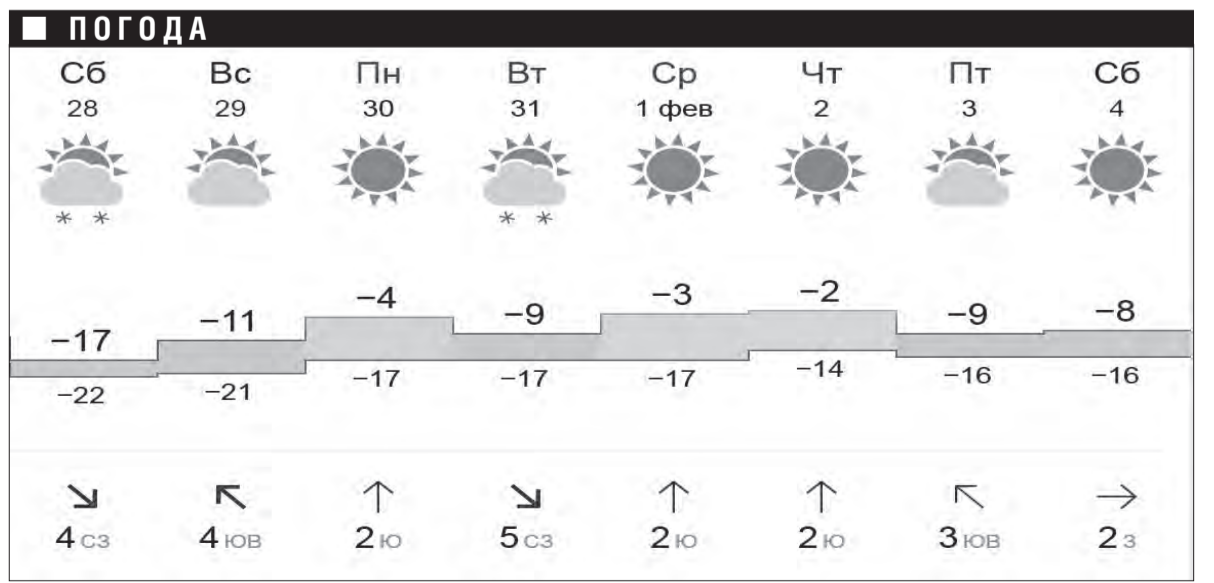 ПОГОДА
Сб Вс Пн Вт Ср Чт Пт Сб
28 29 30 31 1 фев 2 3 4
−17 −11 −4 −9 −3 −2 −9 −8
−22 −21 −17 −17 −17 −14 −16 −16
4 СЗ 4 ЮВ 2 Ю 5 СЗ 2 Ю 2 Ю 3 ЮВ 2 З